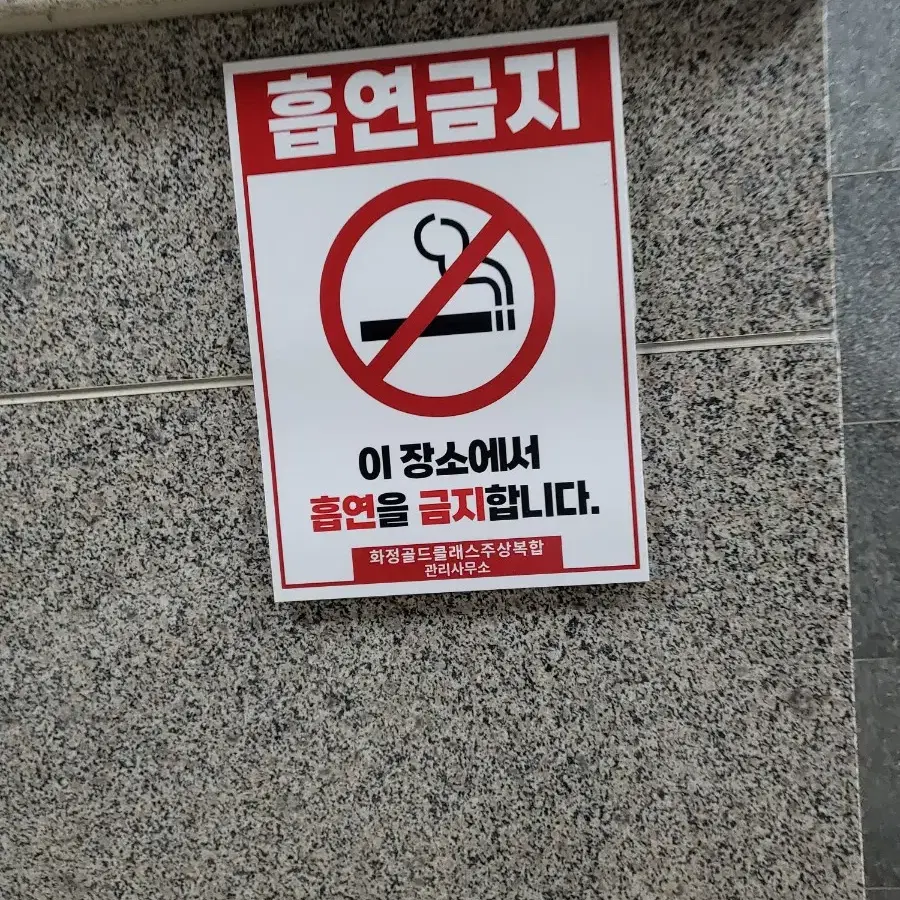 흡연금지
이 장소에서
흡연을 금지합니다.
화정골드클래스주상복합
관리사무소